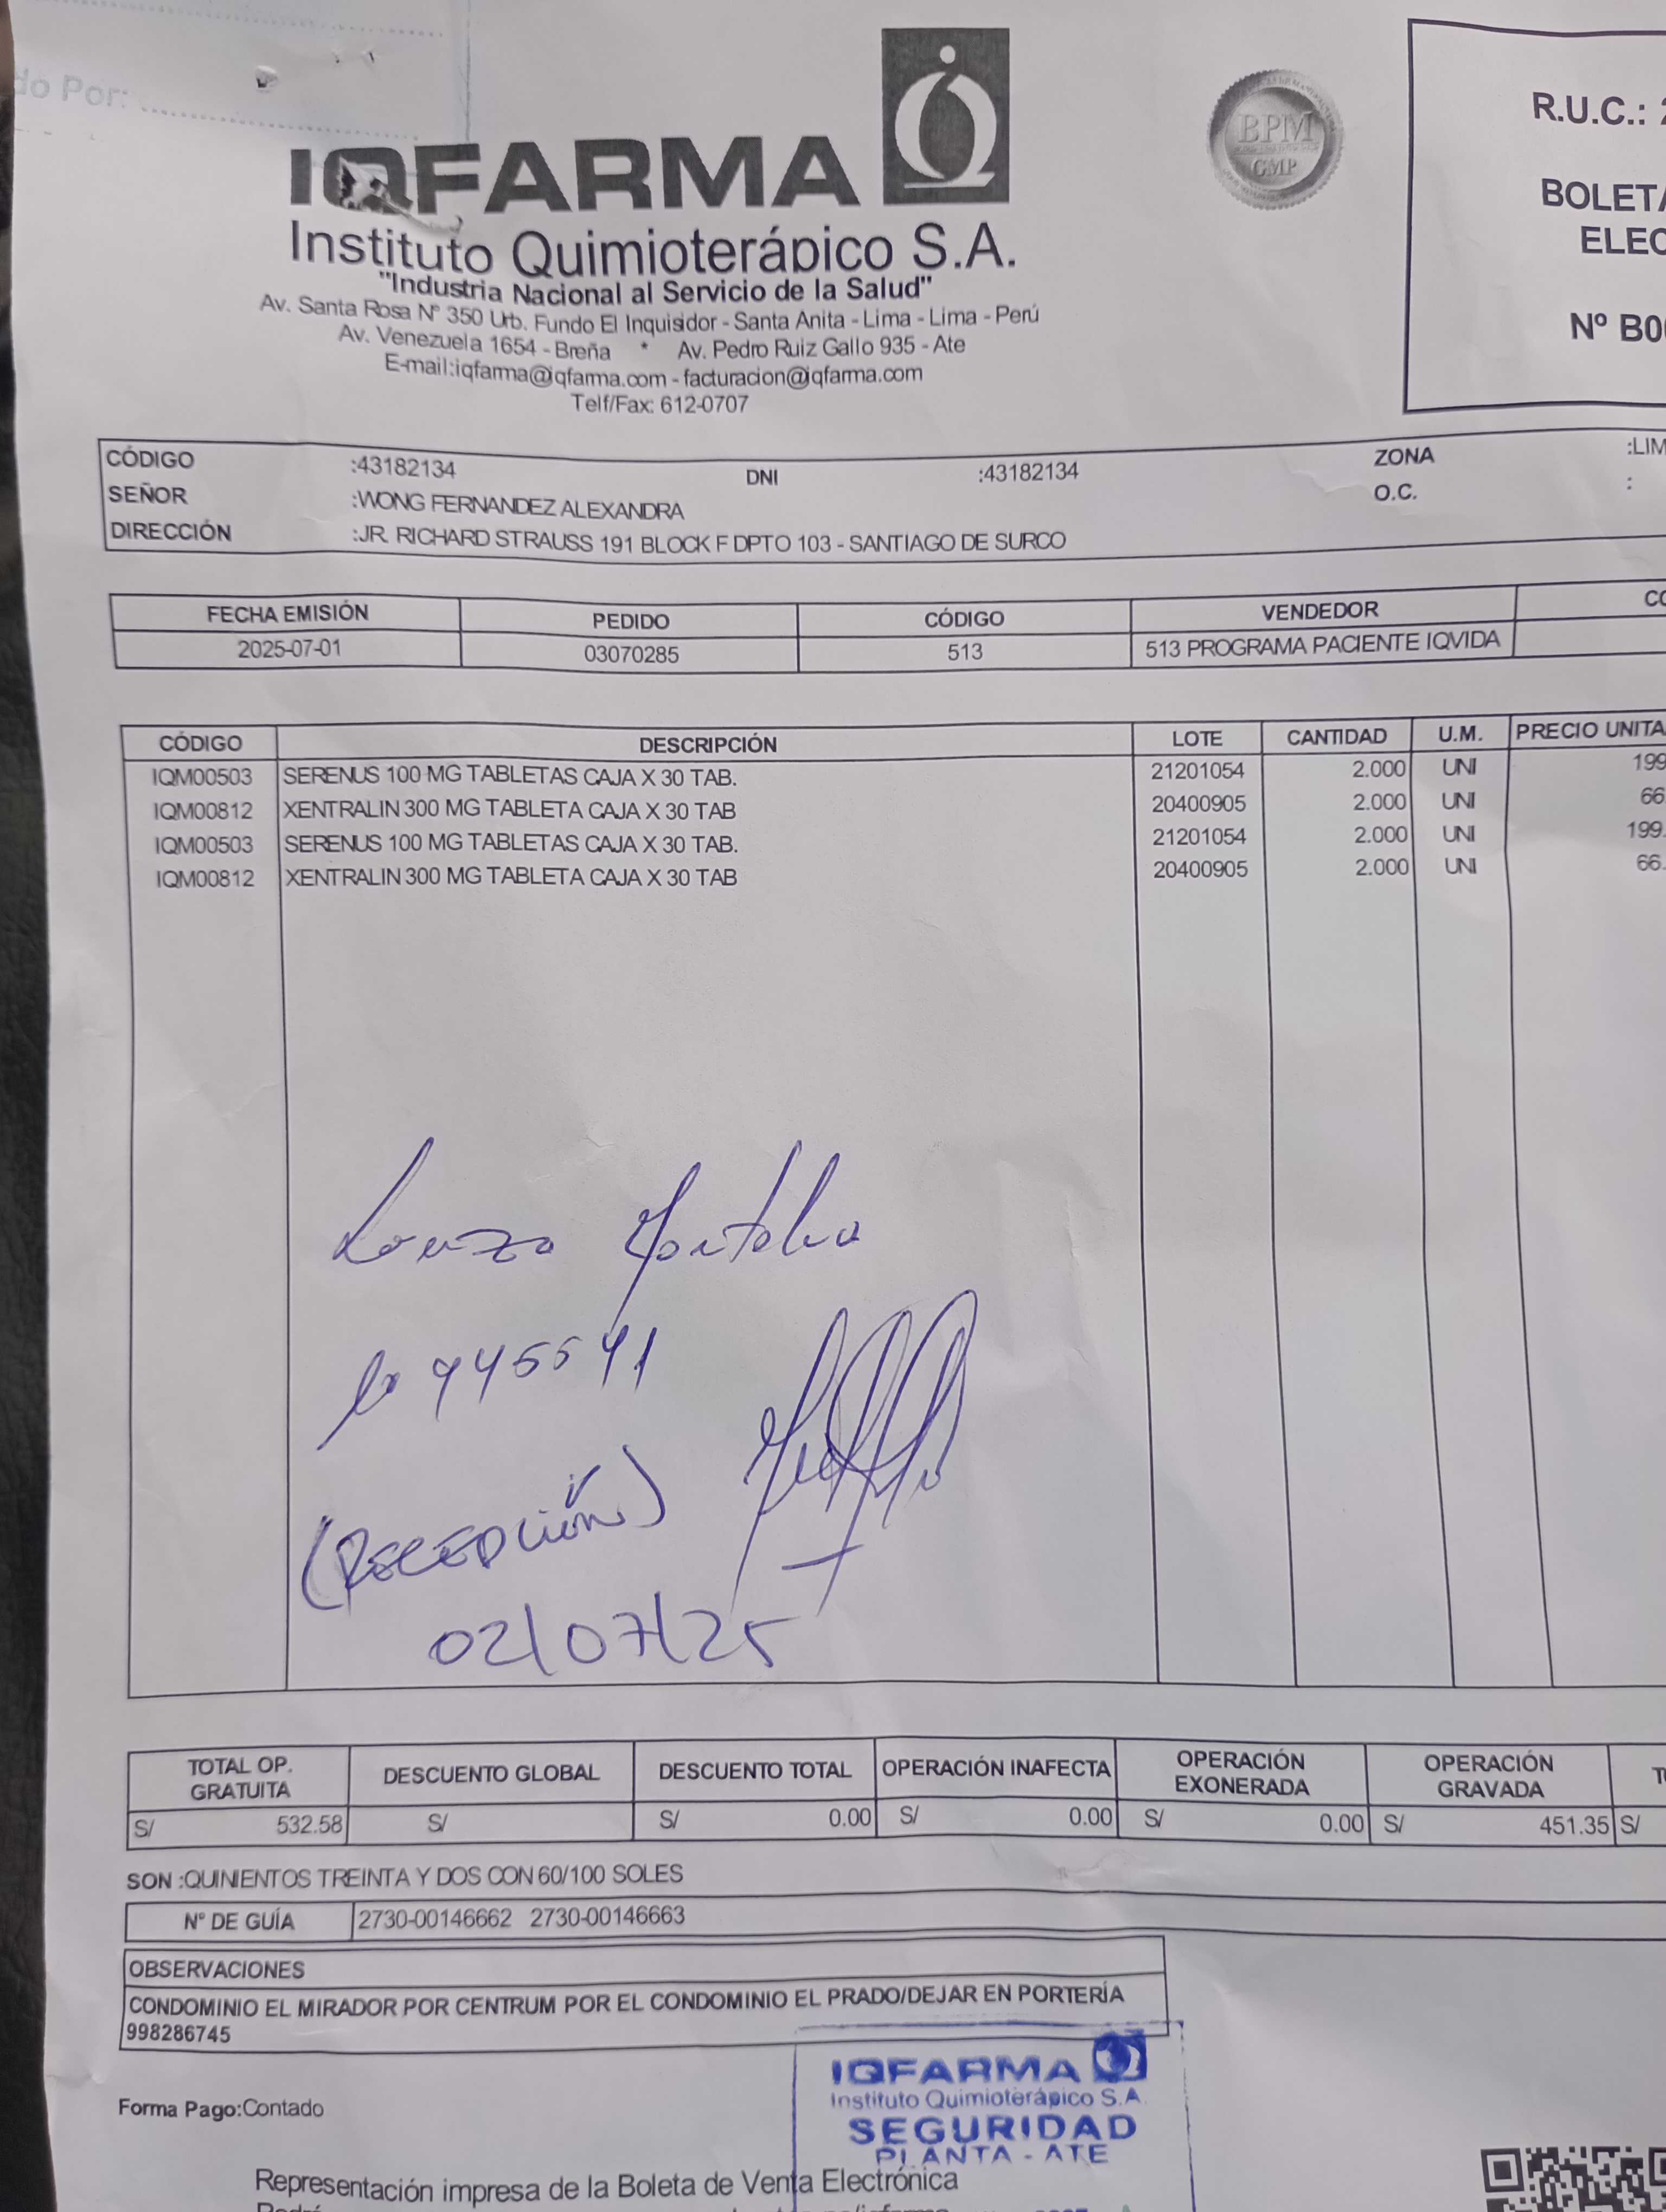 do Por:
IQFARMA
Instituto Quimioterápico S.A.
"Industria Nacional al Servicio de la Salud"
Av. Santa Rosa N° 350 Urb. Fundo El Inquisidor - Santa Anita - Lima - Lima - Perú
Av. Venezuela 1654 - Breña * Av. Pedro Ruiz Gallo 935 - Ate
E-mail:iqfarma@iqfarma.com - facturacion@iqfarma.com
Telf/Fax: 612-0707
BPM
GMP
R.U.C.: 2
BOLETA
ELEC
Nº B0
CÓDIGO :43182134 DNI :43182134 ZONA :LIM
SEÑOR :WONG FERNANDEZ ALEXANDRA O.C. :
DIRECCIÓN :JR. RICHARD STRAUSS 191 BLOCK F DPTO 103 - SANTIAGO DE SURCO
FECHA EMISIÓN PEDIDO CÓDIGO VENDEDOR CO
2025-07-01 03070285 513 513 PROGRAMA PACIENTE IQVIDA
CÓDIGO DESCRIPCIÓN LOTE CANTIDAD U.M. PRECIO UNITA
IQM00503 SERENUS 100 MG TABLETAS CAJA X 30 TAB. 21201054 2.000 UNI 199
IQM00812 XENTRALIN 300 MG TABLETA CAJA X 30 TAB 20400905 2.000 UNI 66
IQM00503 SERENUS 100 MG TABLETAS CAJA X 30 TAB. 21201054 2.000 UNI 199.
IQM00812 XENTRALIN 300 MG TABLETA CAJA X 30 TAB 20400905 2.000 UNI 66.
(RECEPCIÓN)
02/07/25
TOTAL OP. GRATUITA DESCUENTO GLOBAL DESCUENTO TOTAL OPERACIÓN INAFECTA OPERACIÓN EXONERADA OPERACIÓN GRAVADA
S/ 532.58 S/ S/ 0.00 S/ 0.00 S/ 0.00 S/ 451.35 S/
SON :QUINIENTOS TREINTA Y DOS CON 60/100 SOLES
N° DE GUÍA 2730-00146662 2730-00146663
OBSERVACIONES
CONDOMINIO EL MIRADOR POR CENTRUM POR EL CONDOMINIO EL PRADO/DEJAR EN PORTERÍA
998286745
IQFARMA
Instituto Quimioterápico S.A.
SEGURIDAD
PLANTA - ATE
Forma Pago:Contado
Representación impresa de la Boleta de Venta Electrónica